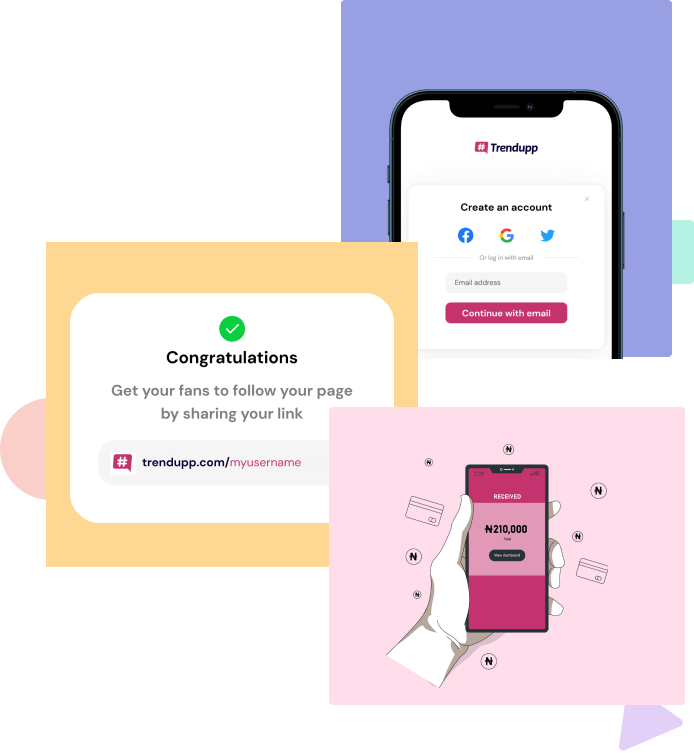 # Trendupp
Create an account
Or log in with email
Email address
Continue with email
Congratulations
Get your fans to follow your page
by sharing your link
# trendupp.com/myusername
RECEIVED
₦210,000
Total
View dashboard